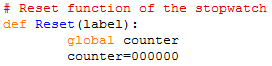 # Reset function of the stopwatch
def Reset(label):
        global counter
        counter=000000